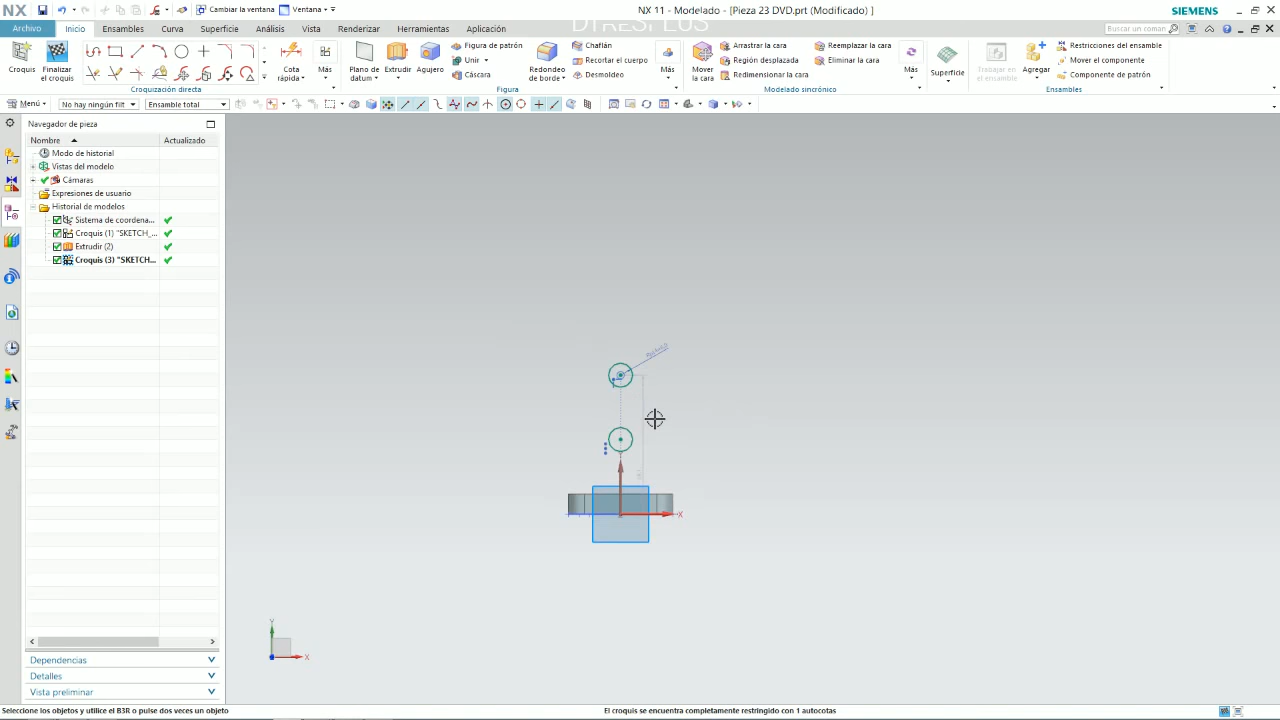 NX
Cambiar la ventana
Ventana
NX 11 - Modelado - [Pieza 23 DVD.prt (Modificado) ]
SIEMENS
Archivo
Inicio
Ensambles
Curva
Superficie
Análisis
Vista
Renderizar
Herramientas
Aplicación
DTRESPLUS
Buscar un coman
Croquis
Finalizar el croquis
Cota rápida
Más
Croquización directa
Plano de datum
Extrudir
Agujero
Figura de patrón
Unir
Cáscara
Redondeo de borde
Chaflán
Recortar el cuerpo
Desmoldeo
Más
Figura
Mover la cara
Arrastrar la cara
Región desplazada
Redimensionar la cara
Reemplazar la cara
Eliminar la cara
Más
Modelado sincrónico
Superficie
Trabajar en el ensamble
Agregar
Restricciones del ensamble
Mover el componente
Componente de patrón
Ensambles
Menú
No hay ningún filt
Ensamble total
Navegador de pieza
Nombre
Actualizado
Modo de historial
Vistas del modelo
Cámaras
Expresiones de usuario
Historial de modelos
Sistema de coordena...
Croquis (1) "SKETCH_...
Extrudir (2)
Croquis (3) "SKETCH...
X
Y
X
Dependencias
Detalles
Vista preliminar
Seleccione los objetos y utilice el B3R o pulse dos veces un objeto
El croquis se encuentra completamente restringido con 1 autocotas